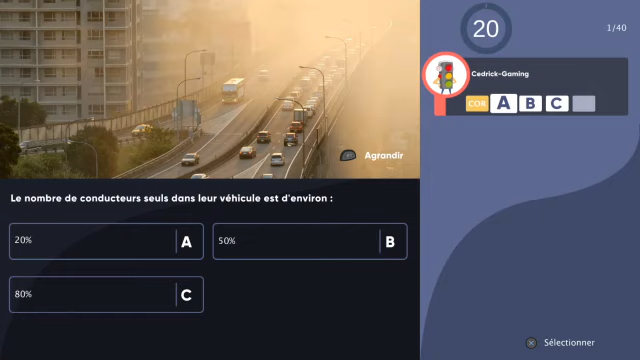 20
1/40
Cedrick-Gaming
COR A B C
Agrandir
Le nombre de conducteurs seuls dans leur véhicule est d'environ :
20% A
50% B
80% C
Sélectionner